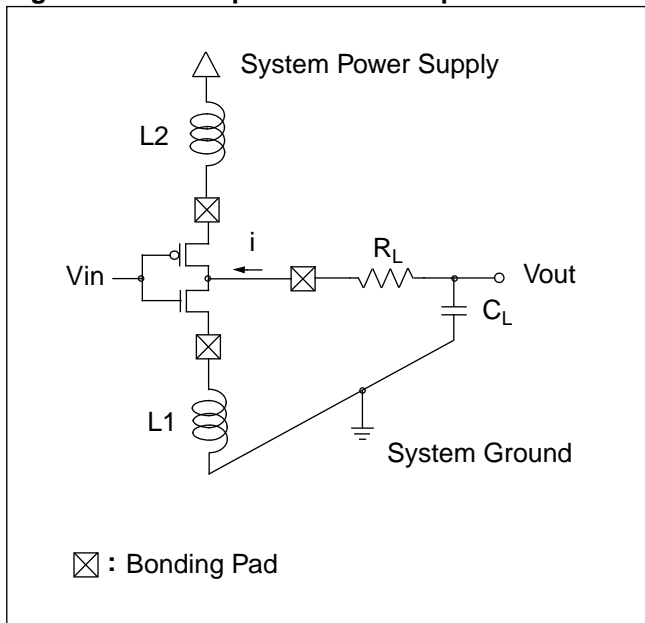 System Power Supply
L2
i
R_L
Vin
Vout
C_L
L1
System Ground
: Bonding Pad